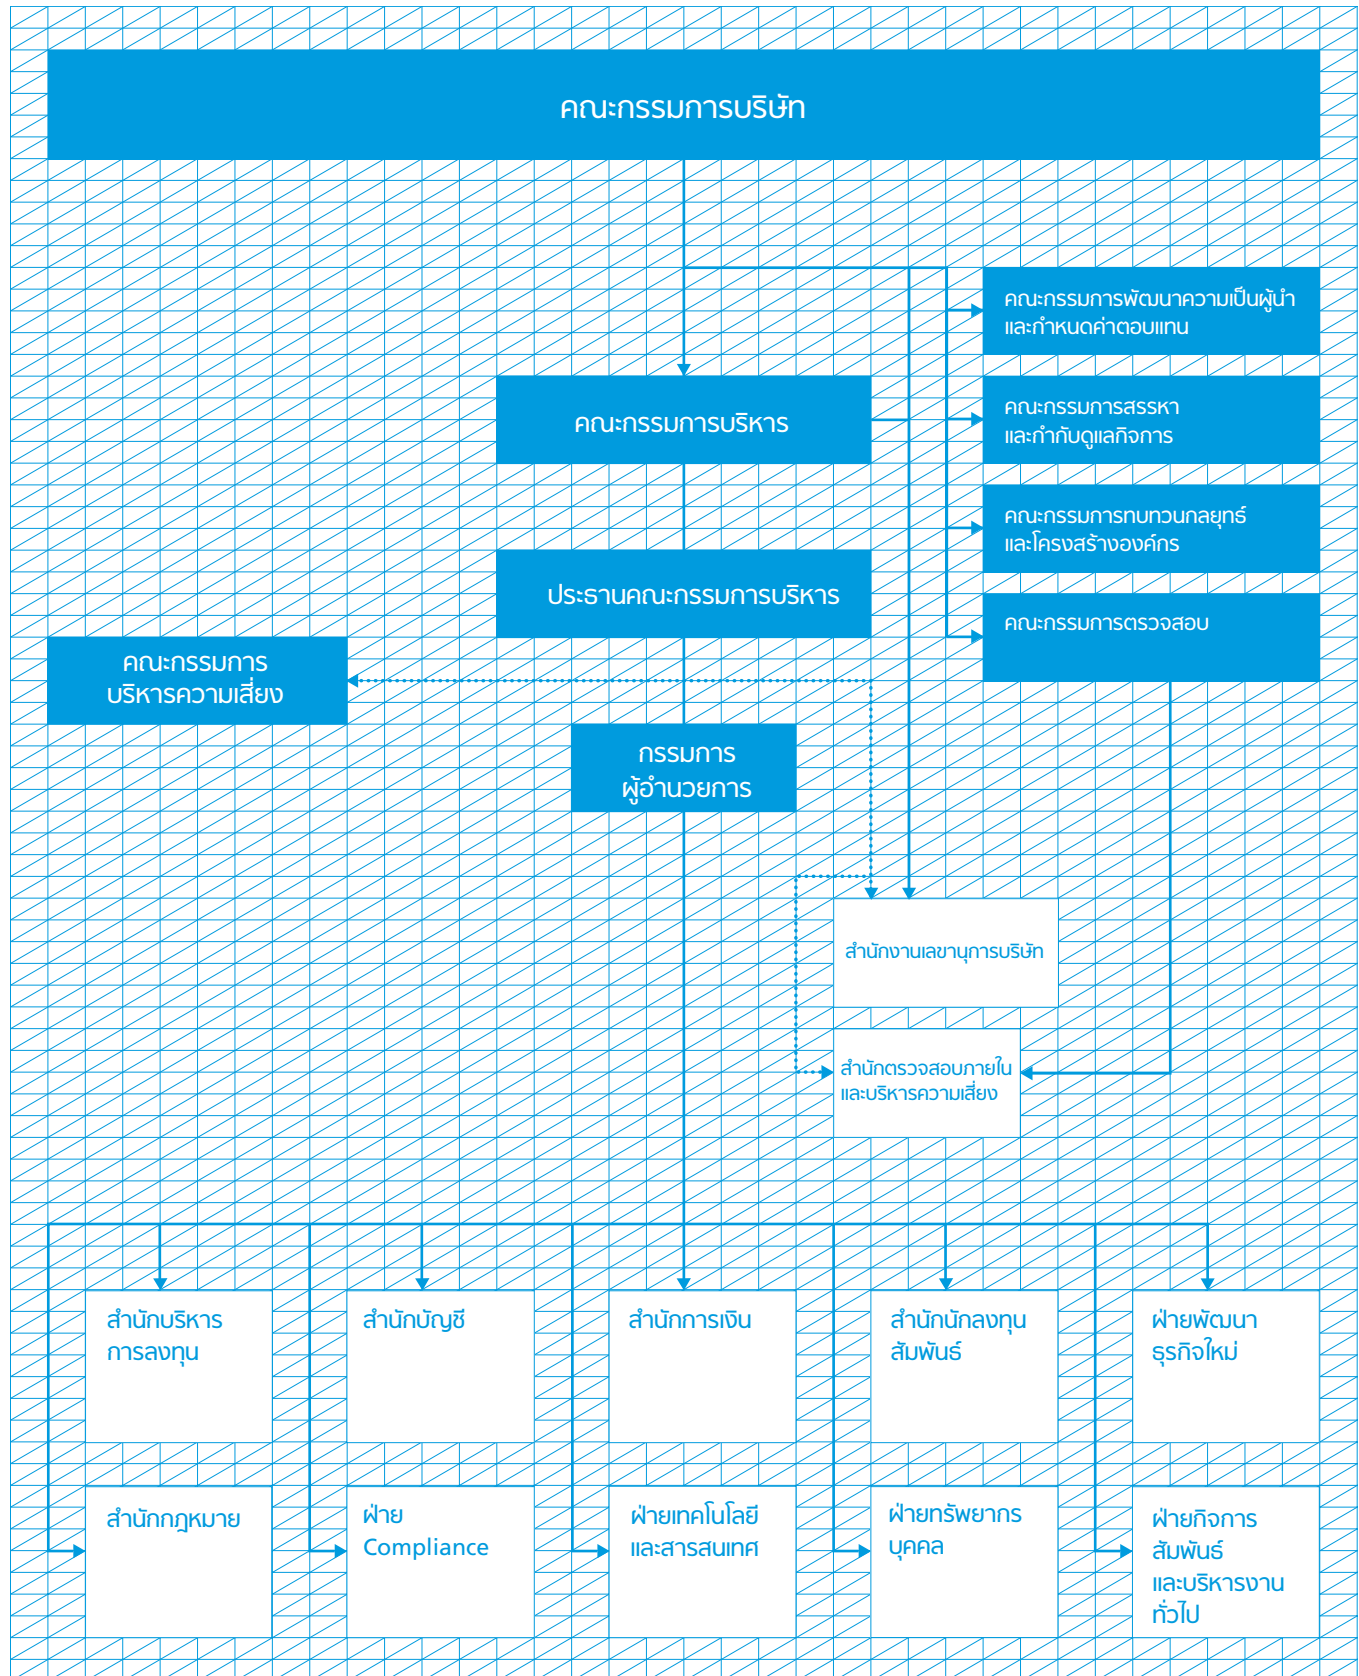 คณะกรรมการบริษัท
คณะกรรมการพัฒนาความเป็นผู้นำ
และกำหนดค่าตอบแทน
คณะกรรมการบริหาร
คณะกรรมการสรรหา
และกำกับดูแลกิจการ
คณะกรรมการทบทวนกลยุทธ์
และโครงสร้างองค์กร
ประธานคณะกรรมการบริหาร
คณะกรรมการตรวจสอบ
คณะกรรมการ
บริหารความเสี่ยง
กรรมการ
ผู้อำนวยการ
สำนักงานเลขานุการบริษัท
สำนักตรวจสอบภายใน
และบริหารความเสี่ยง
สำนักบริหาร
การลงทุน
สำนักบัญชี
สำนักการเงิน
สำนักนักลงทุน
สัมพันธ์
ฝ่ายพัฒนา
ธุรกิจใหม่
สำนักกฎหมาย
ฝ่าย
Compliance
ฝ่ายเทคโนโลยี
และสารสนเทศ
ฝ่ายทรัพยากร
บุคคล
ฝ่ายกิจการ
สัมพันธ์
และบริหารงาน
ทั่วไป